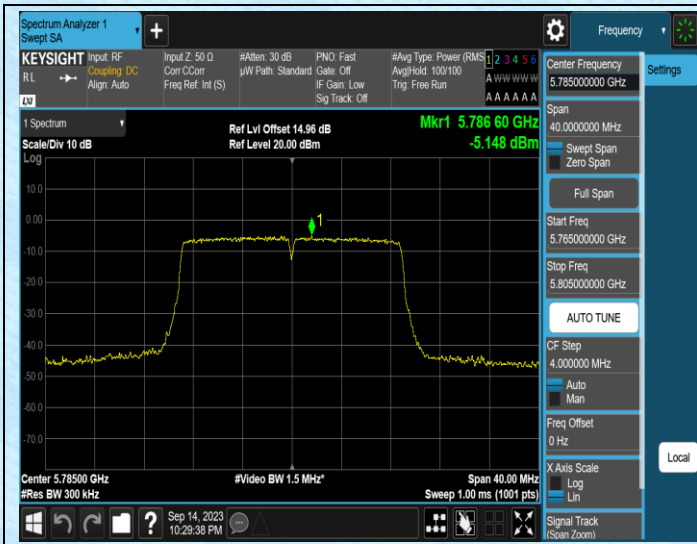 Spectrum Analyzer 1
Swept SA
Frequency
KEYSIGHT
R L
LXI
Input: RF
Coupling: DC
Align: Auto
Input Z: 50 Ω
Corr CCorr
Freq Ref: Int (S)
#Atten: 30 dB
µW Path: Standard
PNO: Fast
Gate: Off
IF Gain: Low
Sig Track: Off
#Avg Type: Power (RMS
Avg|Hold: 100/100
Trig: Free Run
1 2 3 4 5 6
A W W W W W
A A A A A A
1 Spectrum
Scale/Div 10 dB
Log
Ref Lvl Offset 14.96 dB
Ref Level 20.00 dBm
Mkr1 5.786 60 GHz
-5.148 dBm
10.0
0.00
-10.0
-20.0
-30.0
-40.0
-50.0
-60.0
-70.0
1
Center 5.78500 GHz
#Res BW 300 kHz
#Video BW 1.5 MHz*
Span 40.00 MHz
Sweep 1.00 ms (1001 pts)
Sep 14, 2023
10:29:38 PM
Center Frequency
5.785000000 GHz
Span
40.0000000 MHz
Swept Span
Zero Span
Full Span
Start Freq
5.765000000 GHz
Stop Freq
5.805000000 GHz
AUTO TUNE
CF Step
4.000000 MHz
Auto
Man
Freq Offset
0 Hz
X Axis Scale
Log
Lin
Signal Track
(Span Zoom)
Settings
Local